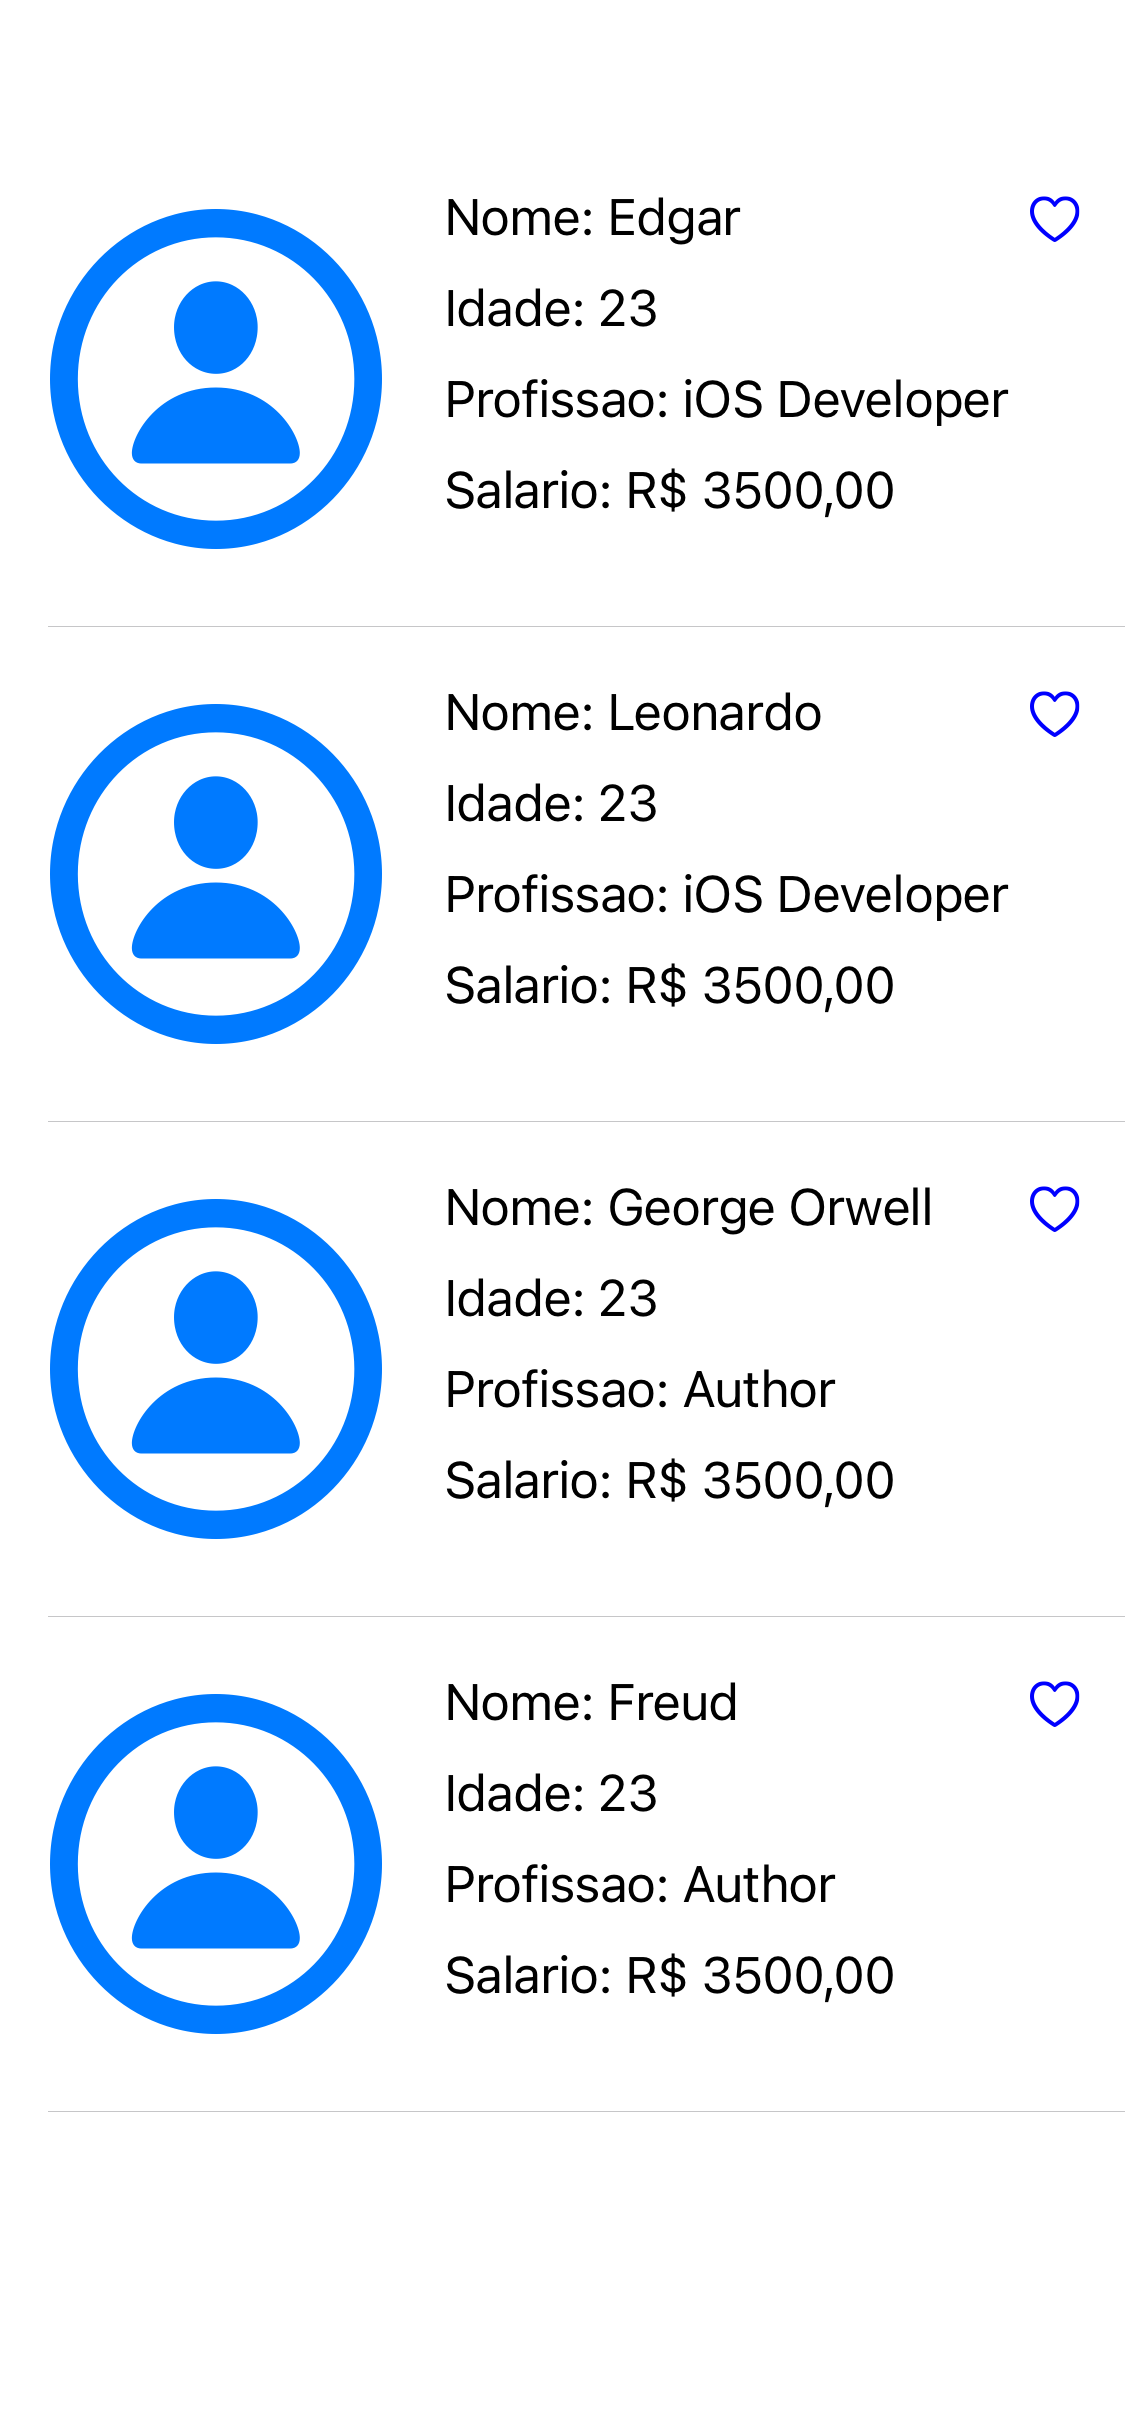 Nome: Edgar
Idade: 23
Profissao: iOS Developer
Salario: R$ 3500,00
Nome: Leonardo
Idade: 23
Profissao: iOS Developer
Salario: R$ 3500,00
Nome: George Orwell
Idade: 23
Profissao: Author
Salario: R$ 3500,00
Nome: Freud
Idade: 23
Profissao: Author
Salario: R$ 3500,00